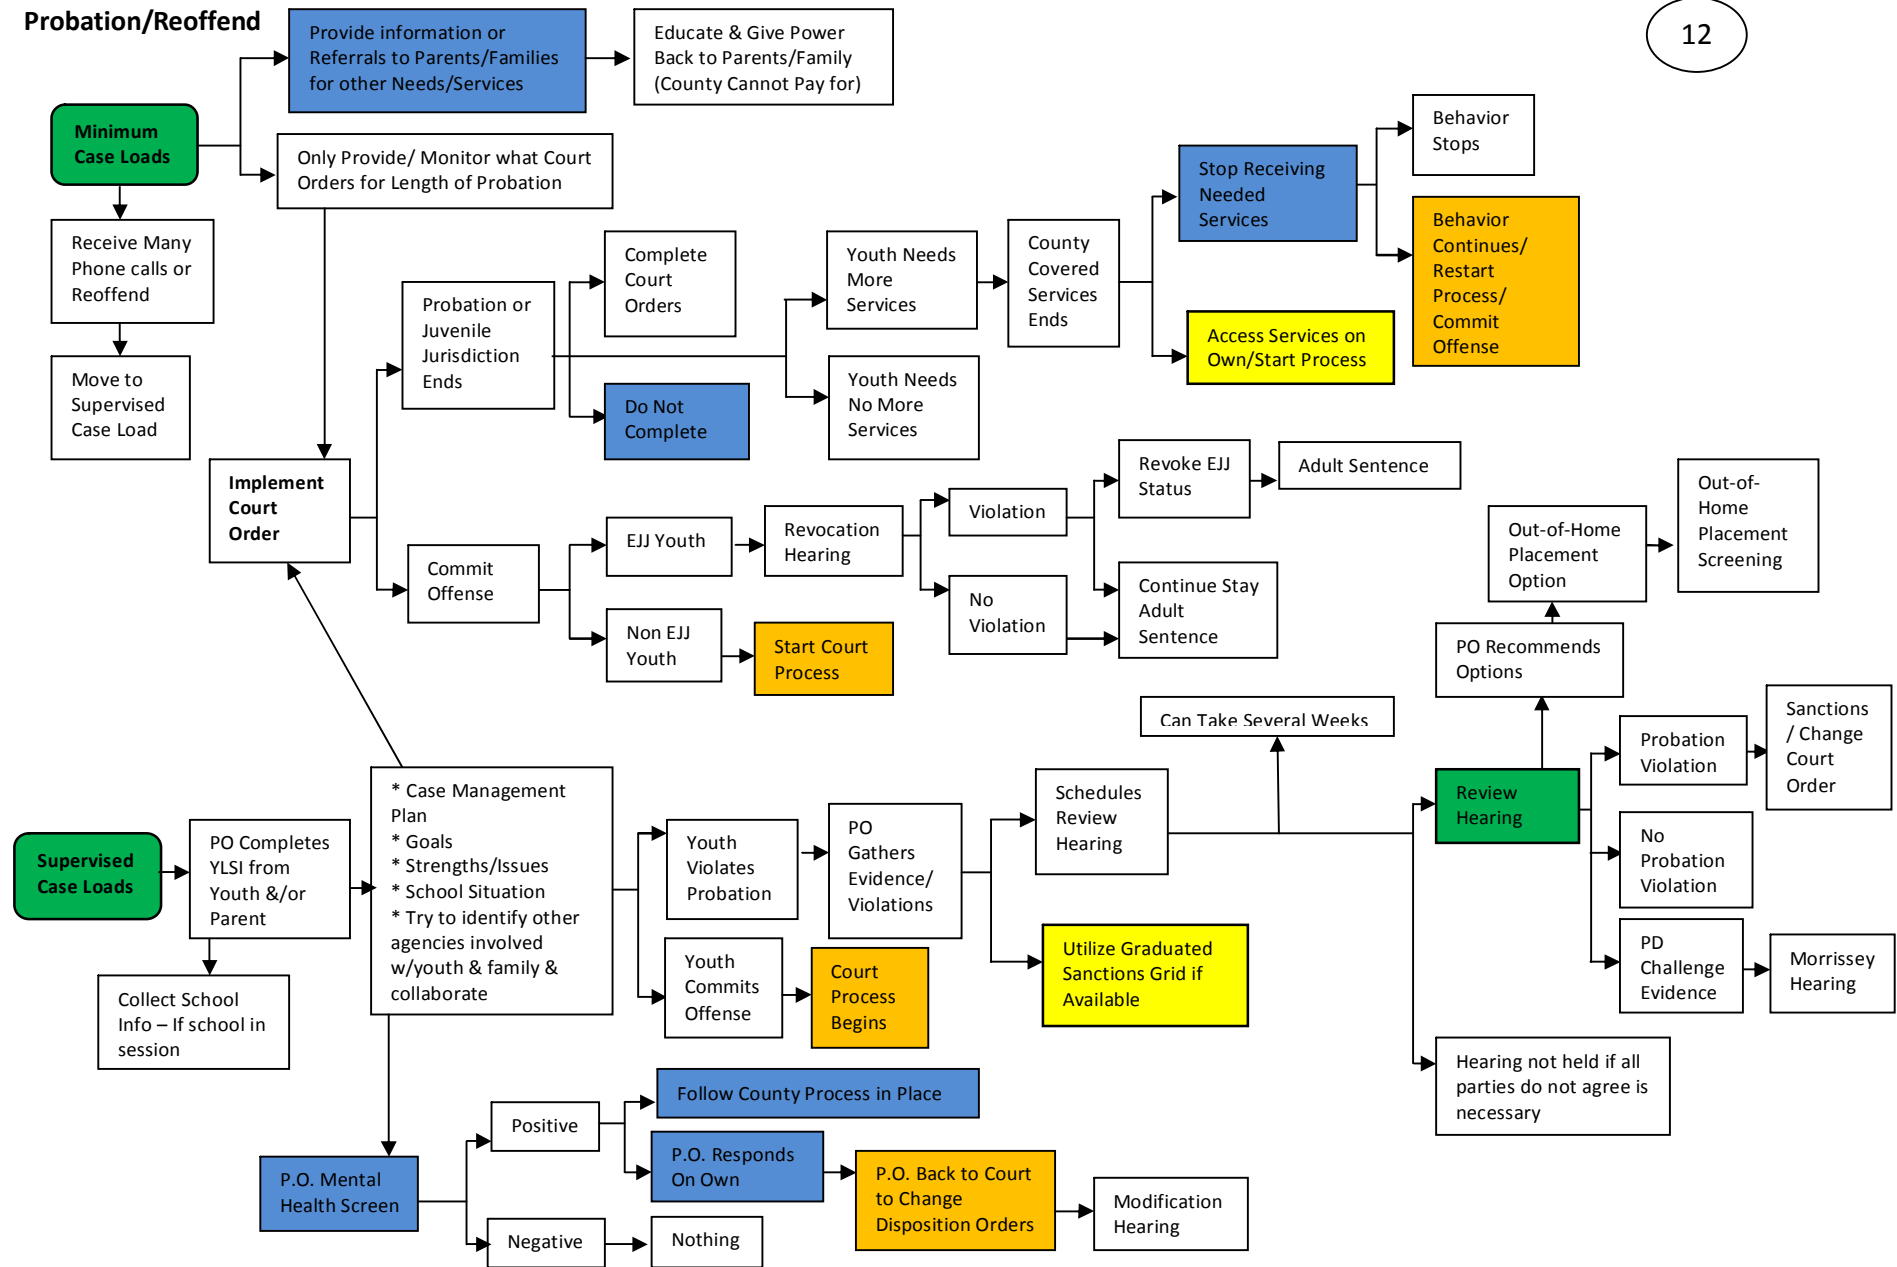 Probation/Reoffend
12
Provide information or
Referrals to Parents/Families
for other Needs/Services
Educate & Give Power
Back to Parents/Family
(County Cannot Pay for)
Minimum
Case Loads
Only Provide/ Monitor what Court
Orders for Length of Probation
Receive Many
Phone calls or
Reoffend
Move to
Supervised
Case Load
Implement
Court
Order
Probation or
Juvenile
Jurisdiction
Ends
Complete
Court
Orders
Do Not
Complete
Youth Needs
More
Services
Youth Needs
No More
Services
County
Covered
Services
Ends
Stop Receiving
Needed
Services
Access Services on
Own/Start Process
Behavior
Stops
Behavior
Continues/
Restart
Process/
Commit
Offense
Commit
Offense
EJJ Youth
Non EJJ
Youth
Start Court
Process
Revocation
Hearing
Violation
No
Violation
Revoke EJJ
Status
Adult Sentence
Continue Stay
Adult
Sentence
Out-of-Home
Placement
Option
Out-of-
Home
Placement
Screening
PO Recommends
Options
Can Take Several Weeks
Supervised
Case Loads
PO Completes
YLSI from
Youth &/or
Parent
Collect School
Info – If school in
session
* Case Management
Plan
* Goals
* Strengths/Issues
* School Situation
* Try to identify other
agencies involved
w/youth & family &
collaborate
Youth
Violates
Probation
Youth
Commits
Offense
Court
Process
Begins
PO
Gathers
Evidence/
Violations
Schedules
Review
Hearing
Utilize Graduated
Sanctions Grid if
Available
Review
Hearing
Probation
Violation
Sanctions
/ Change
Court
Order
No
Probation
Violation
PD
Challenge
Evidence
Morrissey
Hearing
Hearing not held if all
parties do not agree is
necessary
P.O. Mental
Health Screen
Positive
Negative
Follow County Process in Place
P.O. Responds
On Own
Nothing
P.O. Back to Court
to Change
Disposition Orders
Modification
Hearing